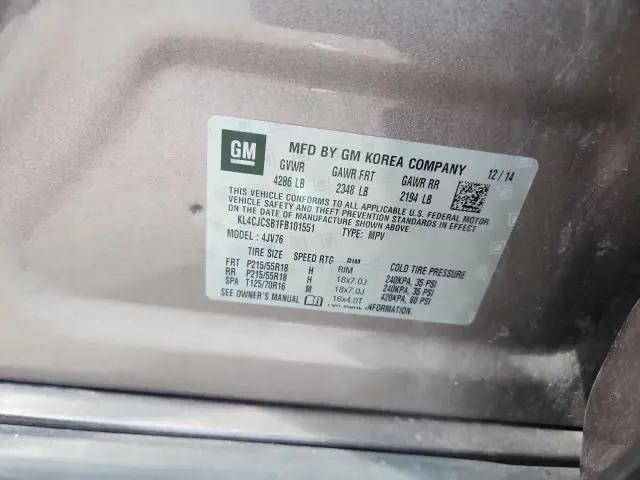 GM
MFD BY GM KOREA COMPANY 12/14
GVWR GAWR FRT GAWR RR
4286 LB 2348 LB 2194 LB
THIS VEHICLE CONFORMS TO ALL APPLICABLE U.S. FEDERAL MOTOR
VEHICLE SAFETY AND THEFT PREVENTION STANDARDS IN EFFECT
ON THE DATE OF MANUFACTURE SHOWN ABOVE.
KL4CJCSB1FB101551 TYPE: MPV
MODEL: 4JV76
TIRE SIZE SPEED RTG RIM COLD TIRE PRESSURE
FRT P215/55R18 H RIM 240KPA, 35 PSI
RR P215/55R18 H 18x7.0J 240KPA, 35 PSI
SPA T125/70R16 M 18x7.0J 420KPA, 60 PSI
16x4.0T
SEE OWNER'S MANUAL FOR MORE INFORMATION.